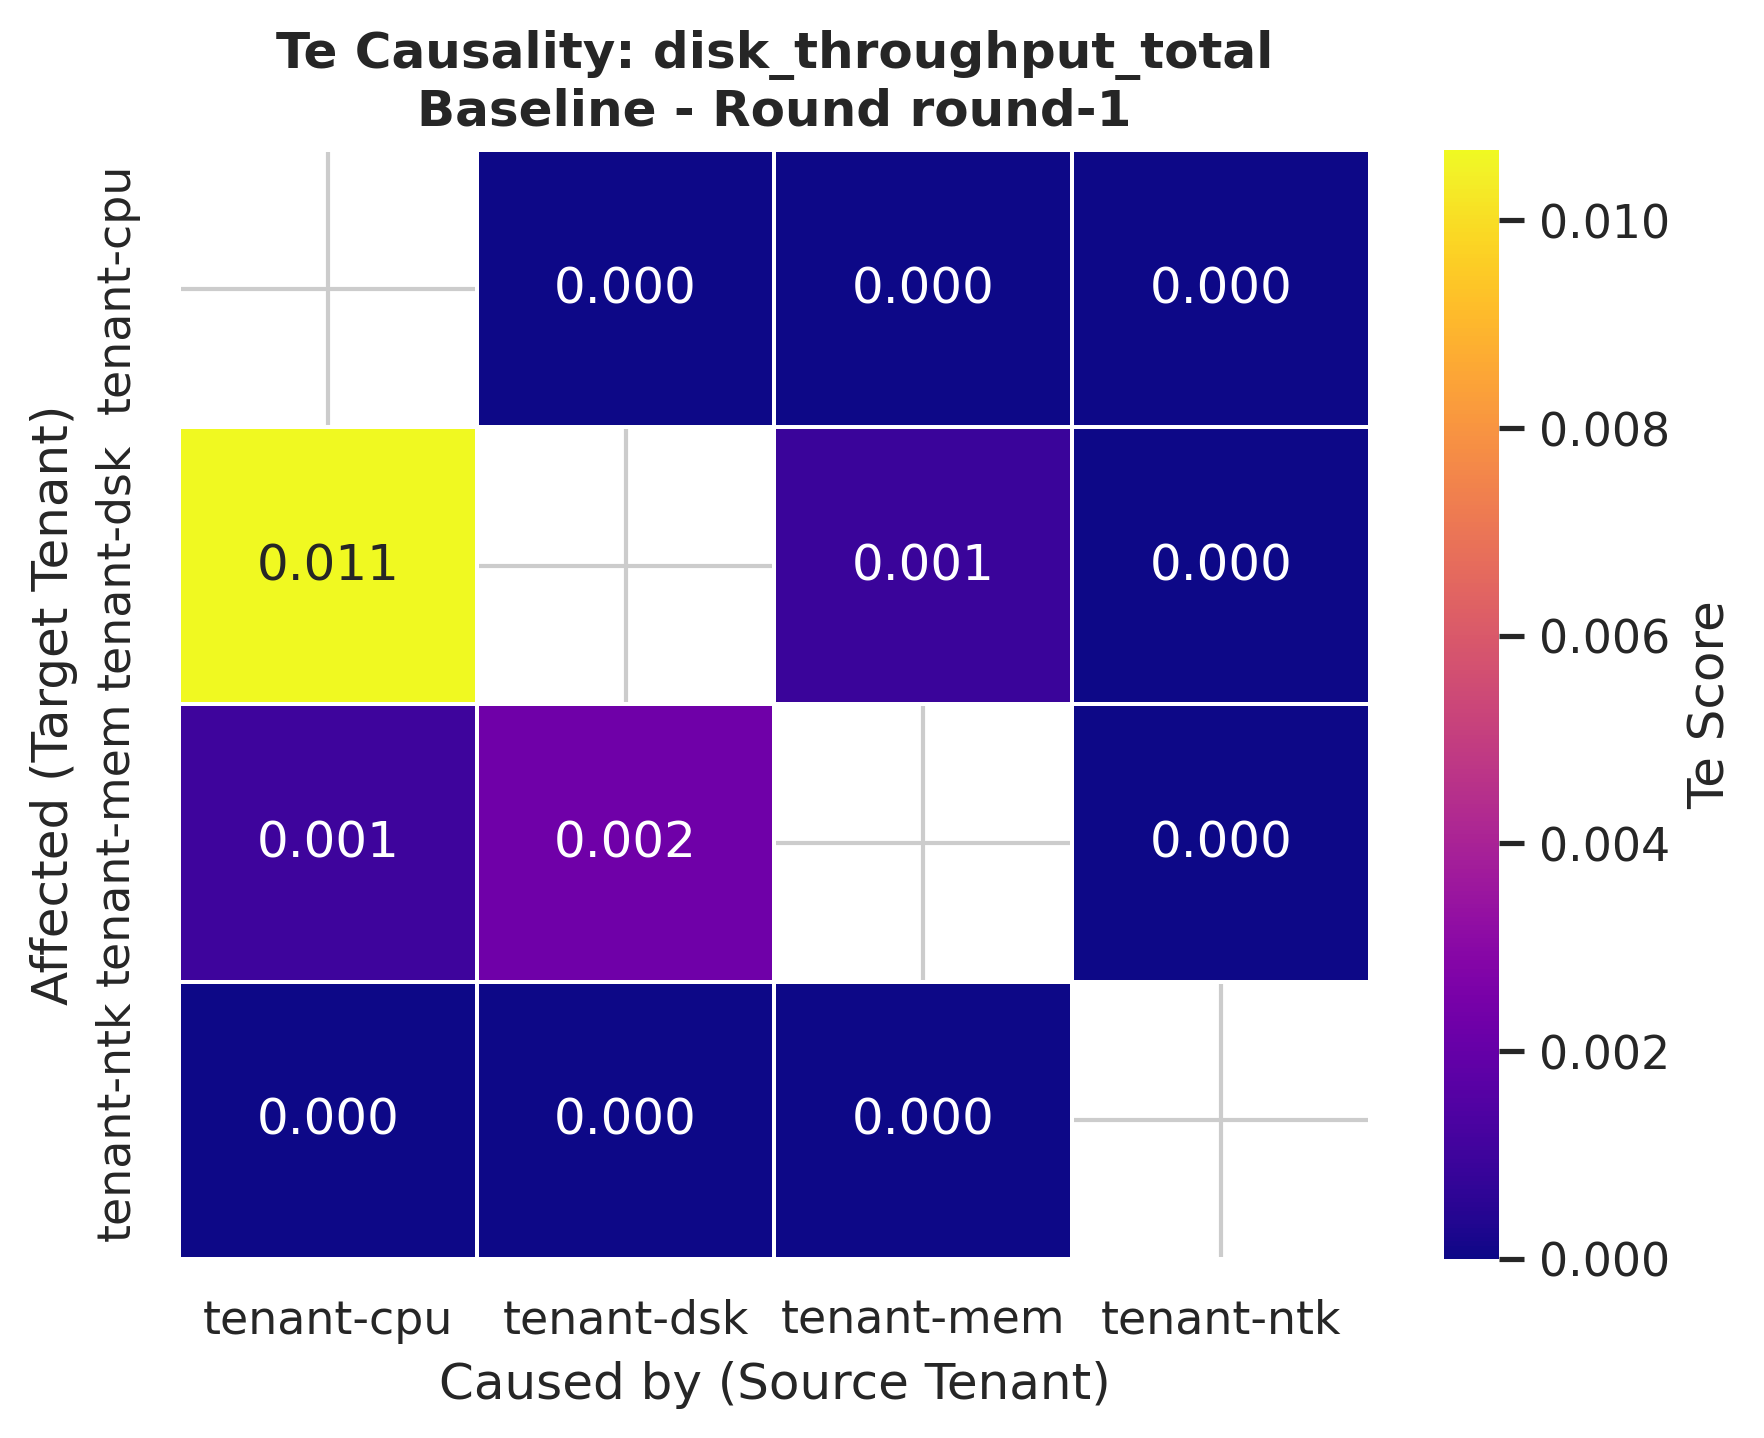 Te Causality: disk_throughput_total
Baseline - Round round-1
tenant-cpu
0.000 0.000 0.000
tenant-dsk
0.011 0.001 0.000
tenant-mem
0.001 0.002 0.000
tenant-ntk
0.000 0.000 0.000
Affected (Target Tenant)
tenant-cpu tenant-dsk tenant-mem tenant-ntk
Caused by (Source Tenant)
0.010
0.008
0.006
0.004
0.002
0.000
Te Score